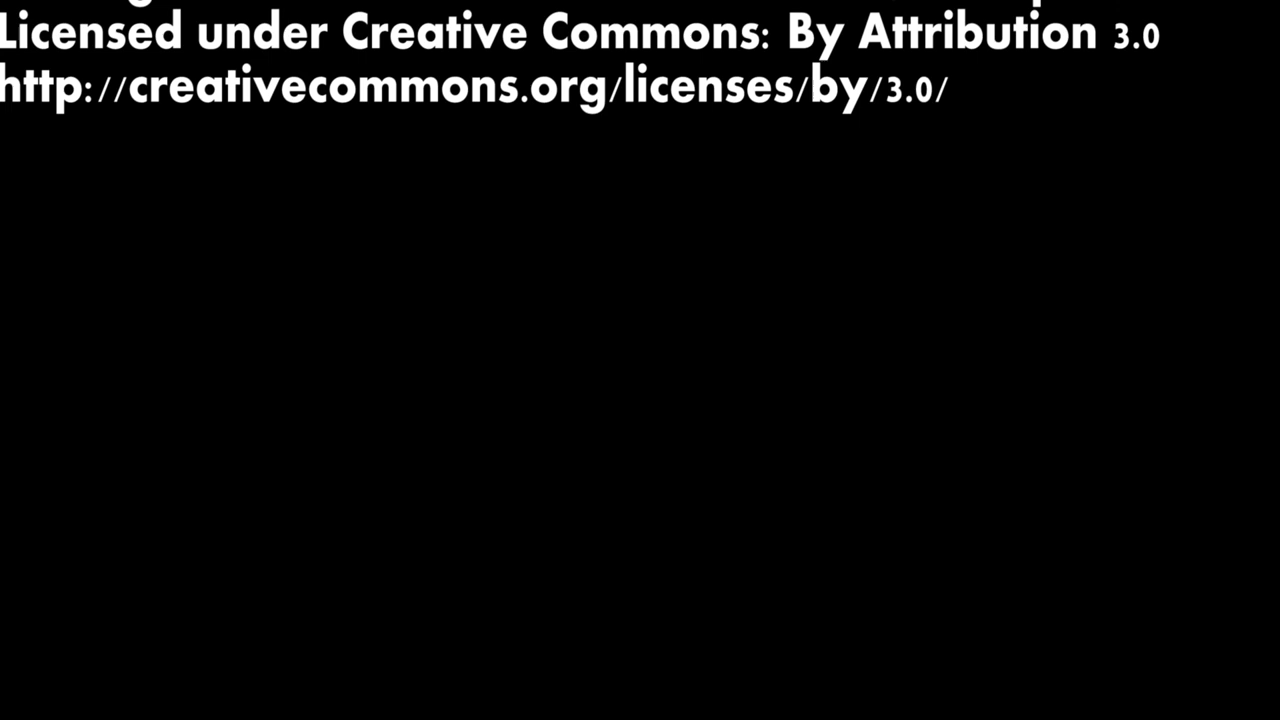 Licensed under Creative Commons: By Attribution 3.0
http://creativecommons.org/licenses/by/3.0/